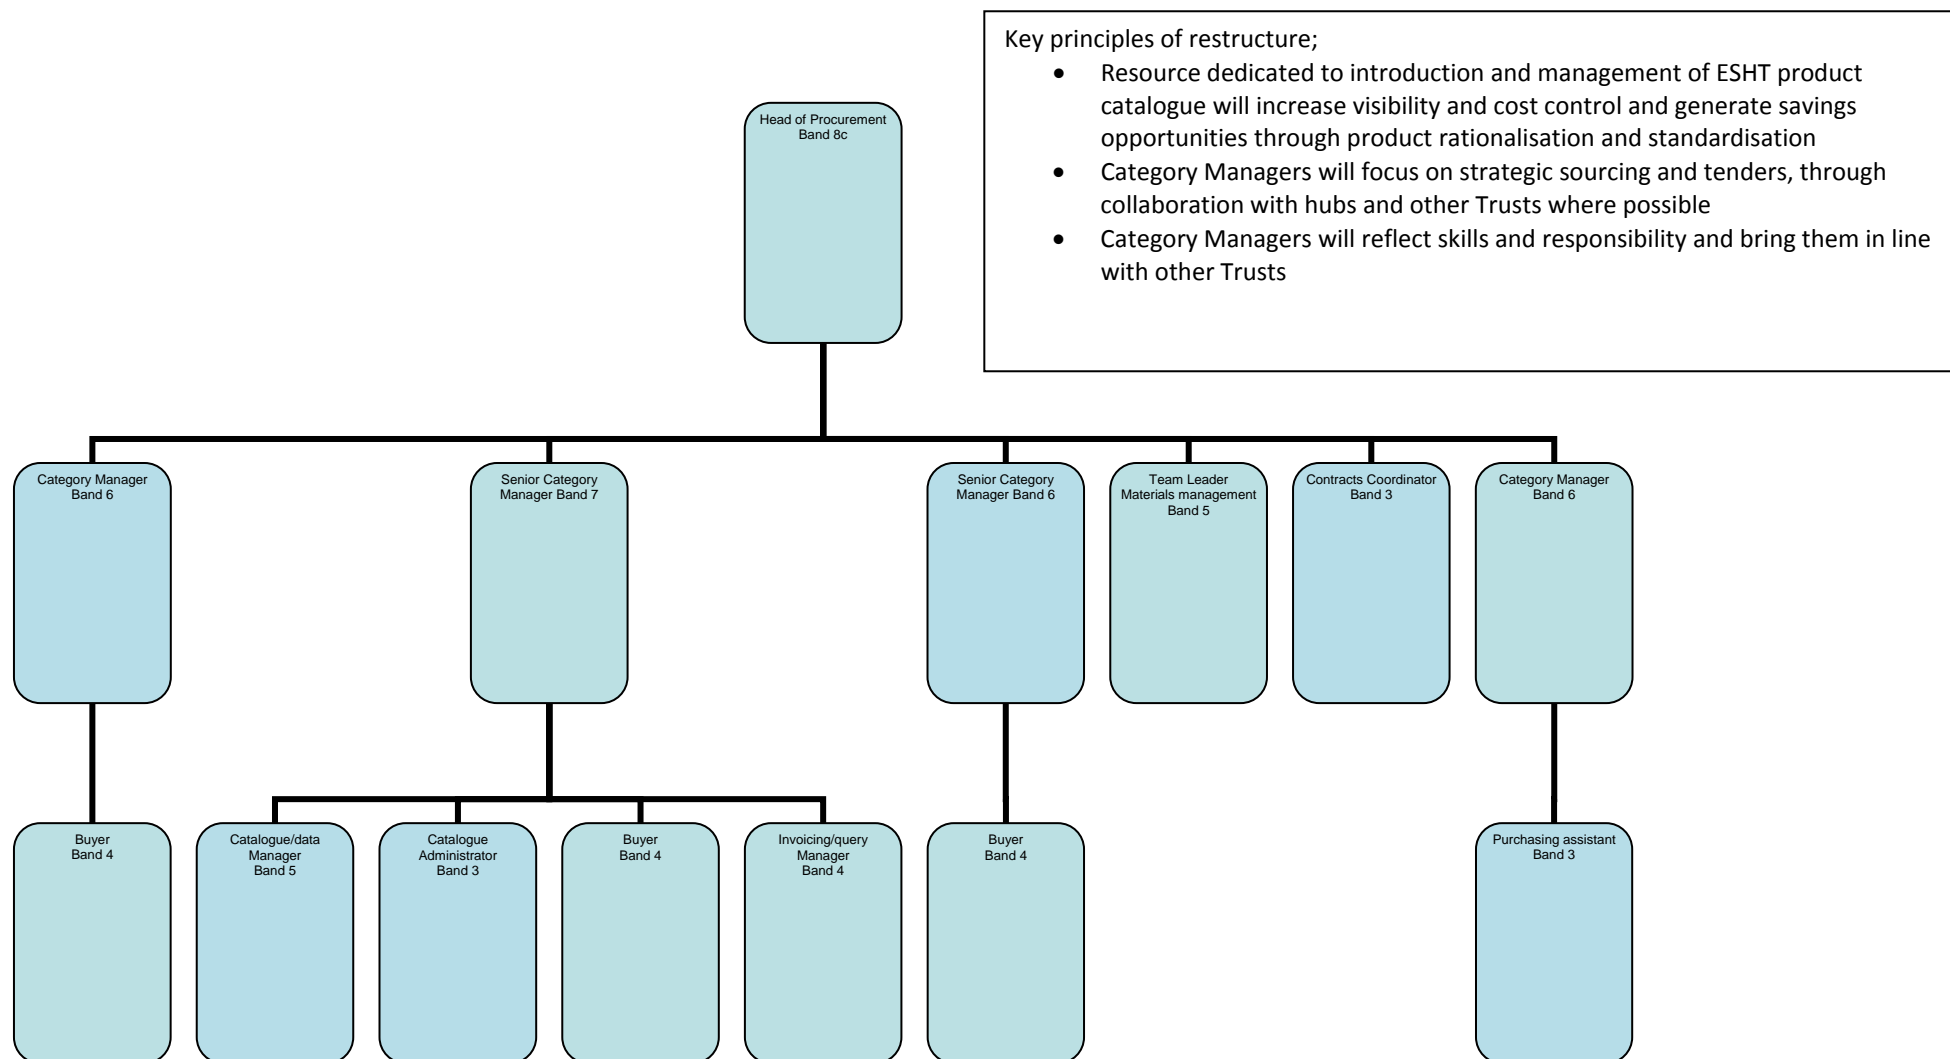 Key principles of restructure;
• Resource dedicated to introduction and management of ESHT product
catalogue will increase visibility and cost control and generate savings
opportunities through product rationalisation and standardisation
• Category Managers will focus on strategic sourcing and tenders, through
collaboration with hubs and other Trusts where possible
• Category Managers will reflect skills and responsibility and bring them in line
with other Trusts
Head of Procurement
Band 8c
Category Manager
Band 6
Senior Category
Manager Band 7
Senior Category
Manager Band 6
Team Leader
Materials management
Band 5
Contracts Coordinator
Band 3
Category Manager
Band 6
Buyer
Band 4
Catalogue/data
Manager
Band 5
Catalogue
Administrator
Band 3
Buyer
Band 4
Invoicing/query
Manager
Band 4
Buyer
Band 4
Purchasing assistant
Band 3